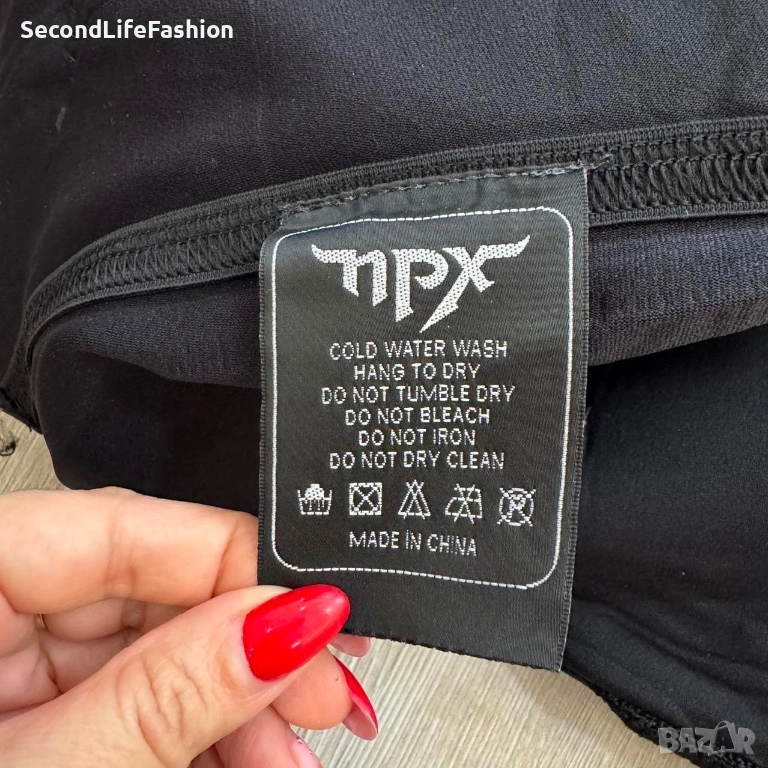 SecondLifeFashion
npx
COLD WATER WASH
HANG TO DRY
DO NOT TUMBLE DRY
DO NOT BLEACH
DO NOT IRON
DO NOT DRY CLEAN
MADE IN CHINA
BAZAR